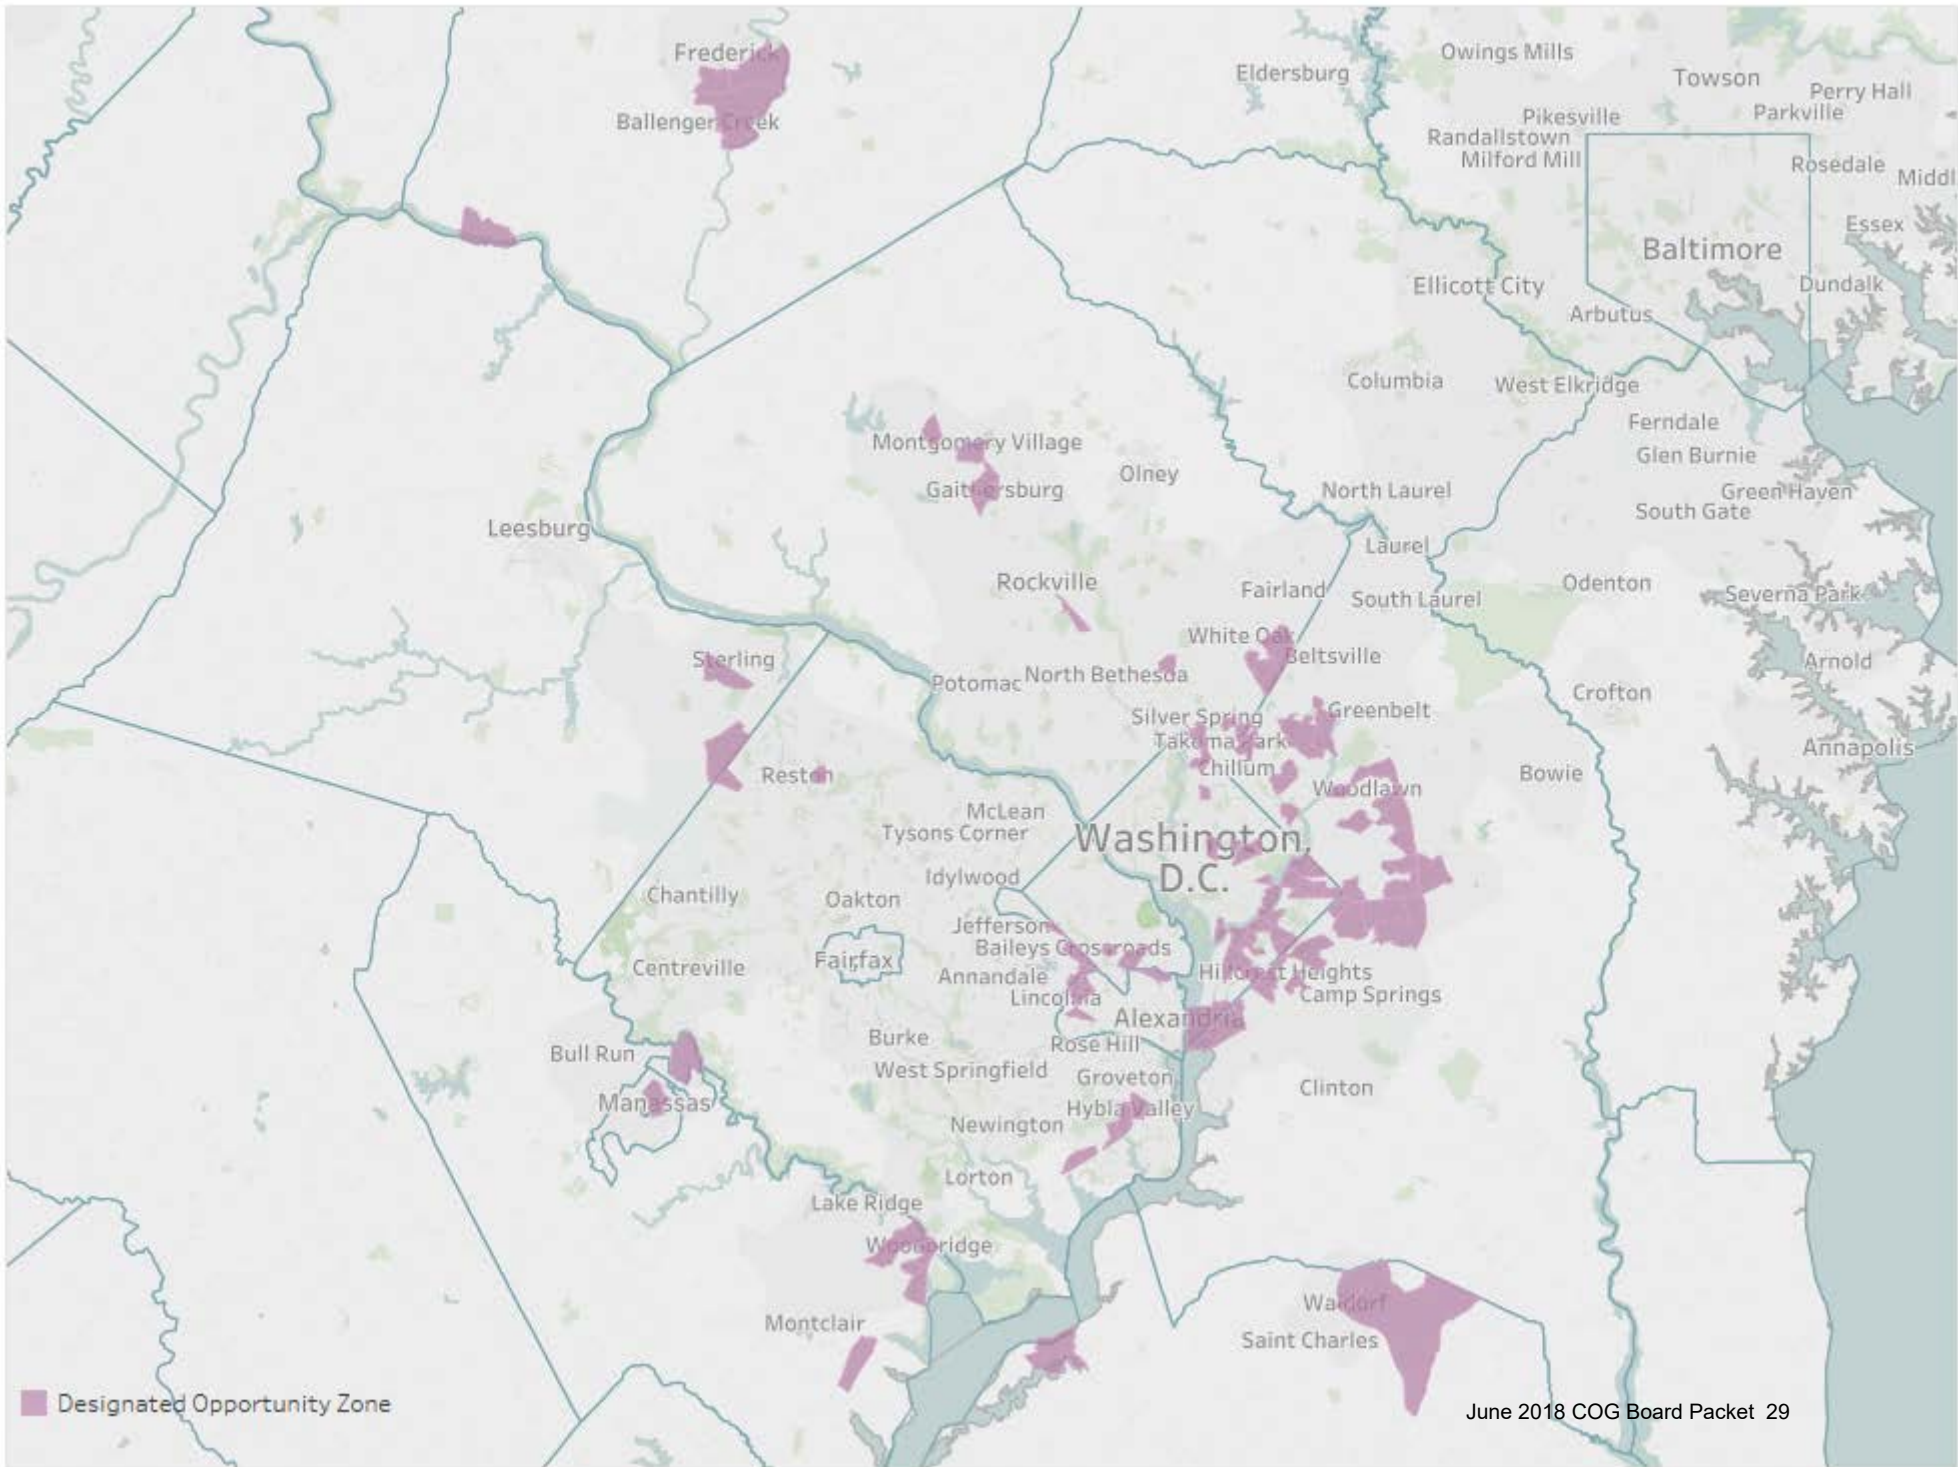 Frederick
Owings Mills
Eldersburg
Towson
Perry Hall
Parkville
Pikesville
Ballenger Creek
Randallstown
Milford Mill
Rosedale
Middl
Essex
Baltimore
Ellicott City
Dundalk
Arbutus
Columbia
West Elkridge
Ferndale
Montgomery Village
Glen Burnie
Olney
Gaithersburg
North Laurel
Green Haven
South Gate
Leesburg
Laurel
Rockville
Odenton
Fairland
South Laurel
Severna Park
White Oak
Beltsville
Sterling
Arnold
North Bethesda
Potomac
Crofton
Silver Spring
Greenbelt
Takoma Park
Annapolis
Chillum
Reston
Bowie
Woodlawn
McLean
Tysons Corner
Washington,
D.C.
Idylwood
Chantilly
Oakton
Jefferson
Baileys Crossroads
Fairfax
Centreville
Annandale
Hillcrest Heights
Lincolnia
Camp Springs
Alexandria
Burke
Rose Hill
Bull Run
West Springfield
Groveton
Clinton
Manassas
Hybla Valley
Newington
Lorton
Lake Ridge
Woodbridge
Waldorf
Montclair
Saint Charles
Designated Opportunity Zone
June 2018 COG Board Packet 29